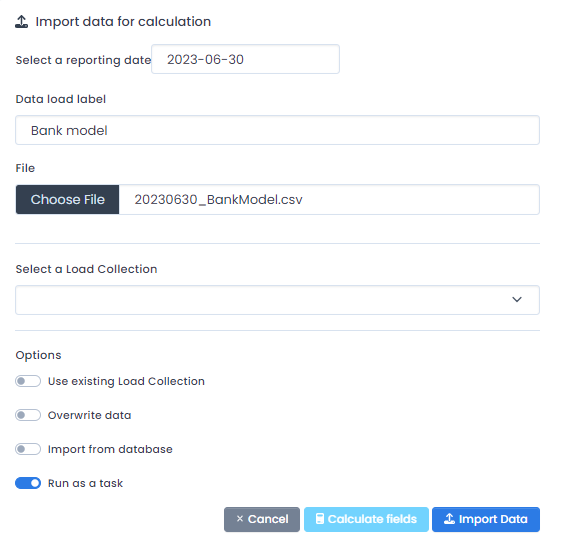 Import data for calculation
Select a reporting date 2023-06-30
Data load label
Bank model
File
Choose File 20230630_BankModel.csv
Select a Load Collection
Options
Use existing Load Collection
Overwrite data
Import from database
Run as a task
× Cancel Calculate fields Import Data